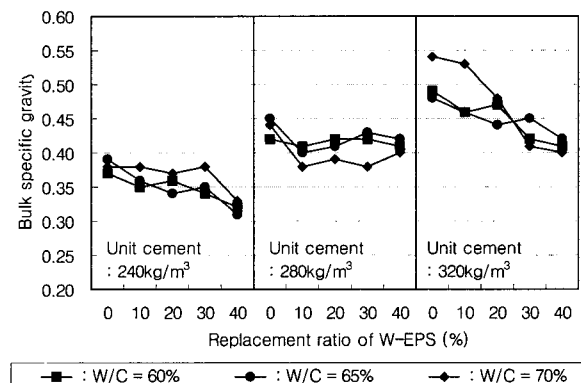 Bulk specific gravity
0.60
0.55
0.50
0.45
0.40
0.35
0.30
0.25
0.20
Unit cement
: 240kg/m³
Unit cement
: 280kg/m³
Unit cement
: 320kg/m³
0 10 20 30 40 0 10 20 30 40 0 10 20 30 40
Replacement ratio of W-EPS (%)
: W/C = 60% : W/C = 65% : W/C = 70%